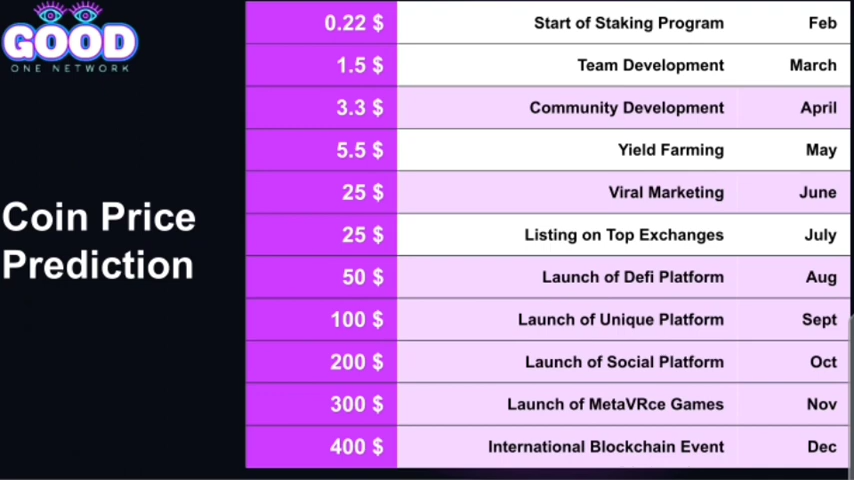 GOOD
ONE NETWORK
Coin Price
Prediction
0.22 $ Start of Staking Program Feb
1.5 $ Team Development March
3.3 $ Community Development April
5.5 $ Yield Farming May
25 $ Viral Marketing June
25 $ Listing on Top Exchanges July
50 $ Launch of Defi Platform Aug
100 $ Launch of Unique Platform Sept
200 $ Launch of Social Platform Oct
300 $ Launch of MetaVRce Games Nov
400 $ International Blockchain Event Dec